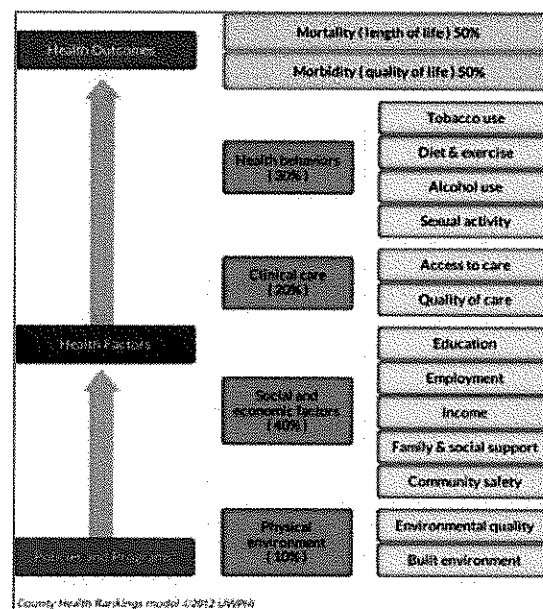 Health Outcomes
Mortality (length of life) 50%
Morbidity (quality of life) 50%
Tobacco use
Health behaviors
(30%)
Diet & exercise
Alcohol use
Sexual activity
Clinical care
(20%)
Access to care
Quality of care
Health Factors
Education
Employment
Social and
economic factors
(40%)
Income
Family & social support
Community safety
Physical
environment
(10%)
Environmental quality
Built environment
County Health Rankings model ©2012 UWPHI